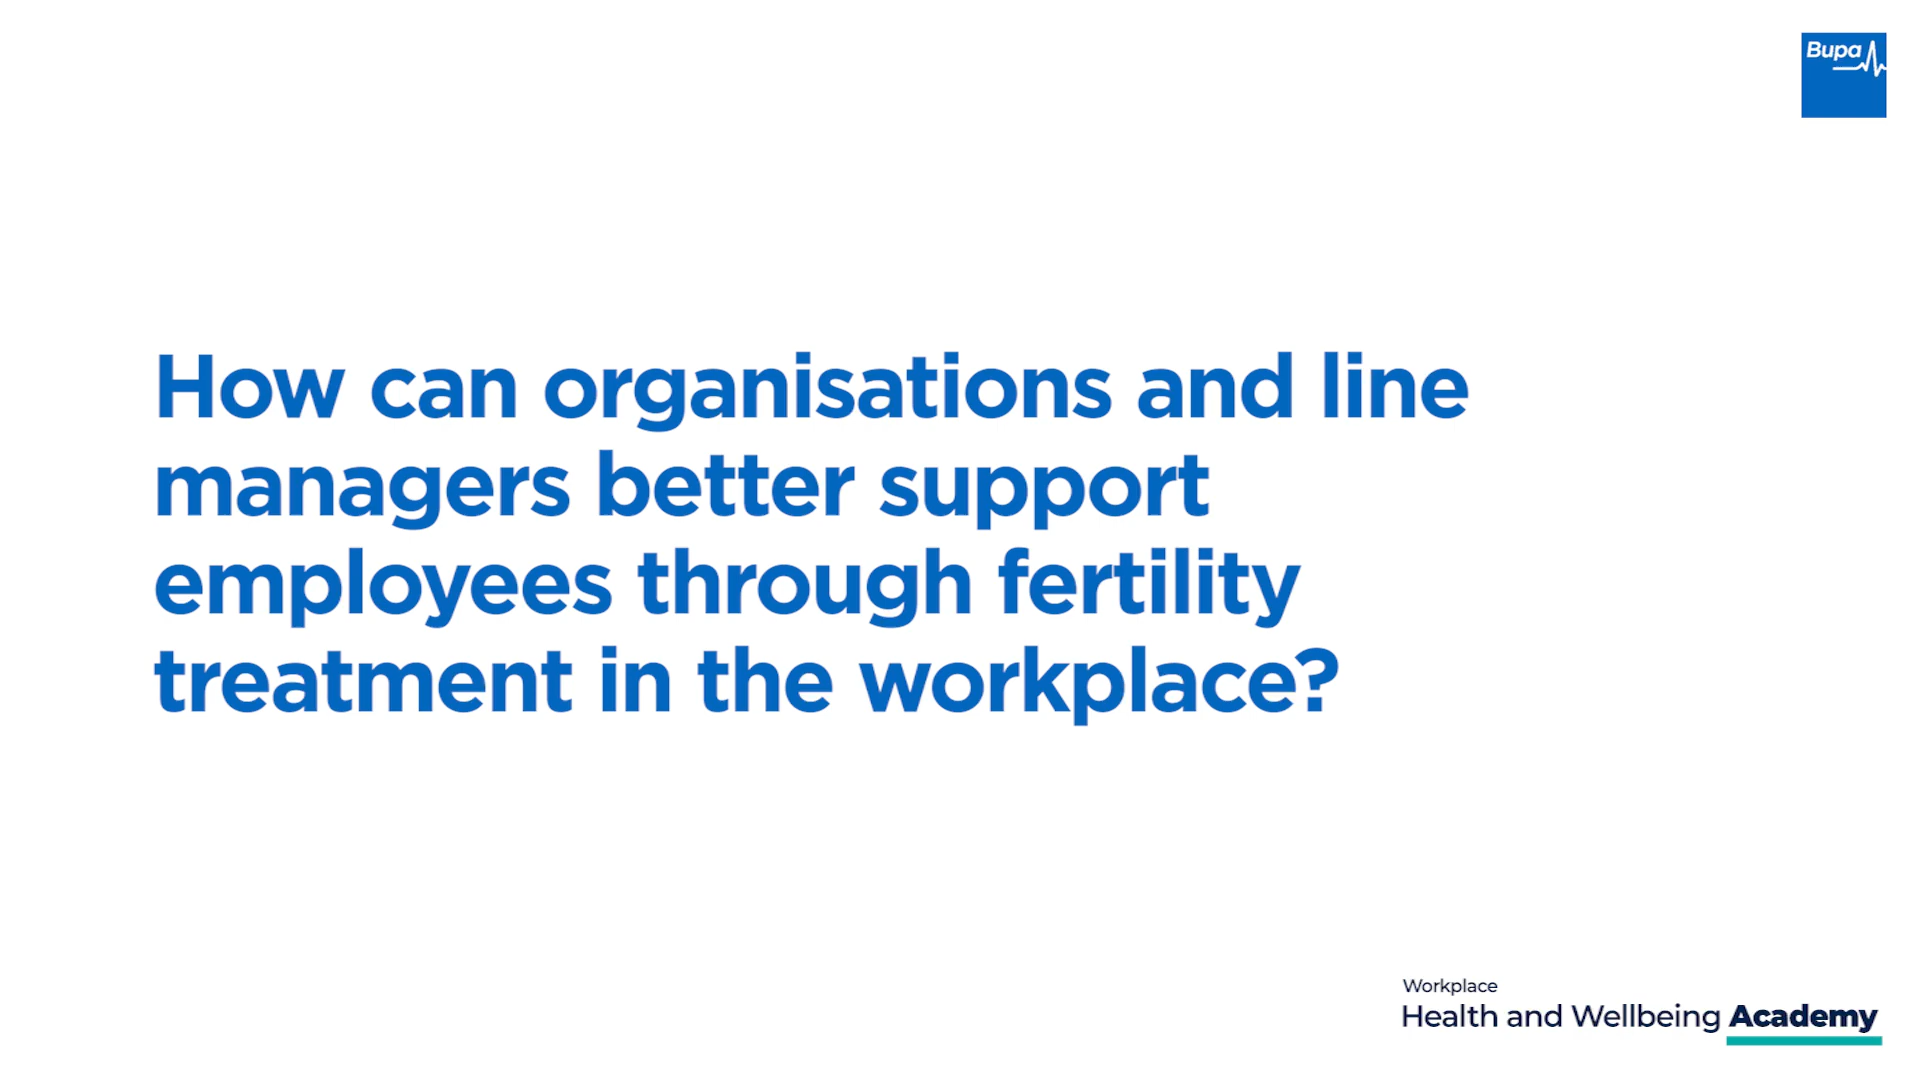 Bupa
How can organisations and line
managers better support
employees through fertility
treatment in the workplace?
Workplace
Health and Wellbeing Academy